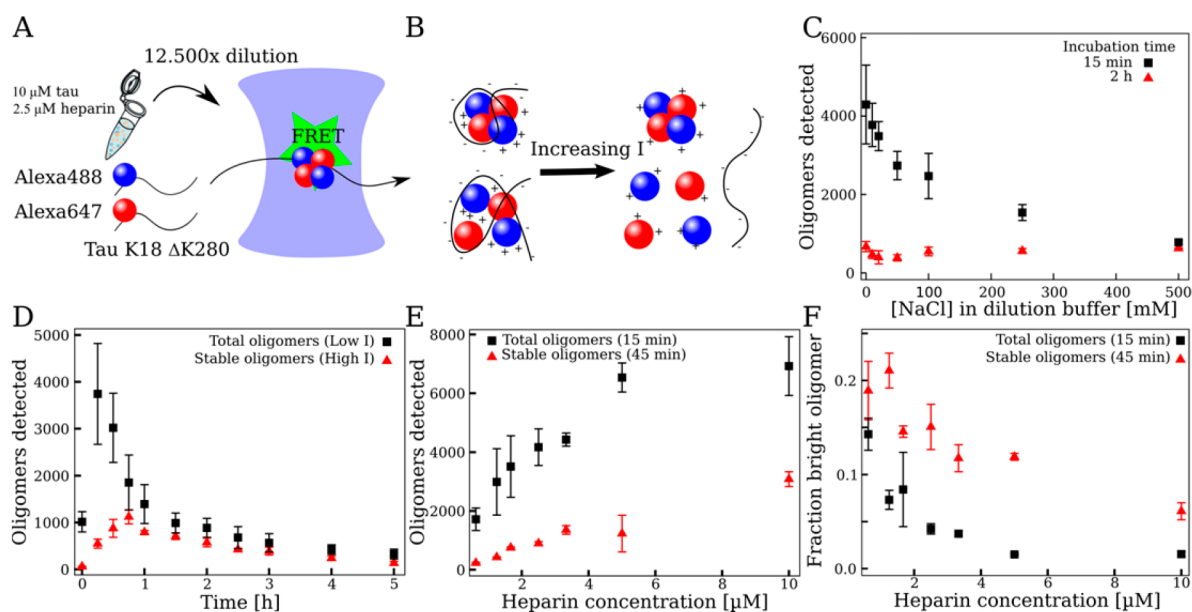 A
12.500x dilution
10 μM tau
2.5 μM heparin
FRET
Alexa488
Alexa647
Tau K18 ΔK280
B
Increasing I
C
Oligomers detected
6000
4000
2000
0
Incubation time
15 min
2 h
0 100 200 300 400 500
[NaCl] in dilution buffer [mM]
D
Oligomers detected
5000
4000
3000
2000
1000
0
Total oligomers (Low I)
Stable oligomers (High I)
0 1 2 3 4 5
Time [h]
E
Oligomers detected
8000
6000
4000
2000
0
Total oligomers (15 min)
Stable oligomers (45 min)
2 4 6 8 10
Heparin concentration [μM]
F
Fraction bright oligomer
0.2
0.1
0.0
Total oligomers (15 min)
Stable oligomers (45 min)
2 4 6 8 10
Heparin concentration [μM]